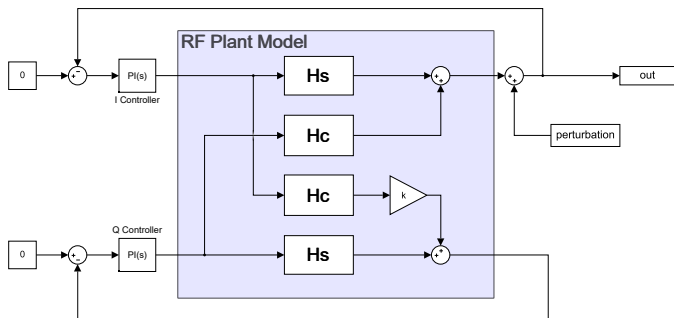 RF Plant Model
0
PI(s)
I Controller
Hs
out
Hc
perturbation
Hc
k
Q Controller
0
PI(s)
Hs